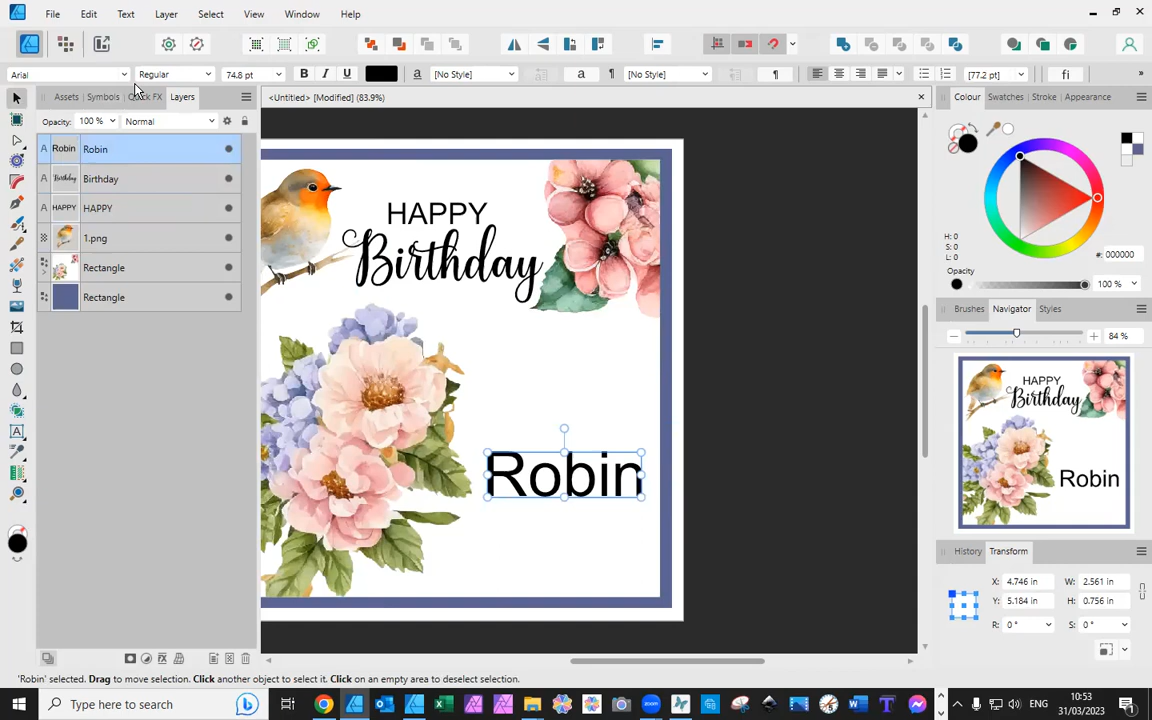 File Edit Text Layer Select View Window Help
Arial Regular 74.8 pt B I U a [No Style] a ¶ [No Style] ¶ [77.2 pt] fi »
Assets Symbols Quick FX Layers
<Untitled> [Modified] (83.9%)
Colour Swatches Stroke Appearance
Opacity: 100 % Normal
A Robin Robin
A Birthday Birthday
A HAPPY HAPPY
1.png
Rectangle
Rectangle
HAPPY
Birthday
Robin
H: 0
S: 0
L: 0
#: 000000
Opacity
100 %
Brushes Navigator Styles
84 %
HAPPY
Birthday
Robin
History Transform
X: 4.746 in W: 2.561 in
Y: 5.184 in H: 0.756 in
R: 0 ° S: 0 °
'Robin' selected. Drag to move selection. Click another object to select it. Click on an empty area to deselect selection.
Type here to search
ENG
10:53
31/03/2023